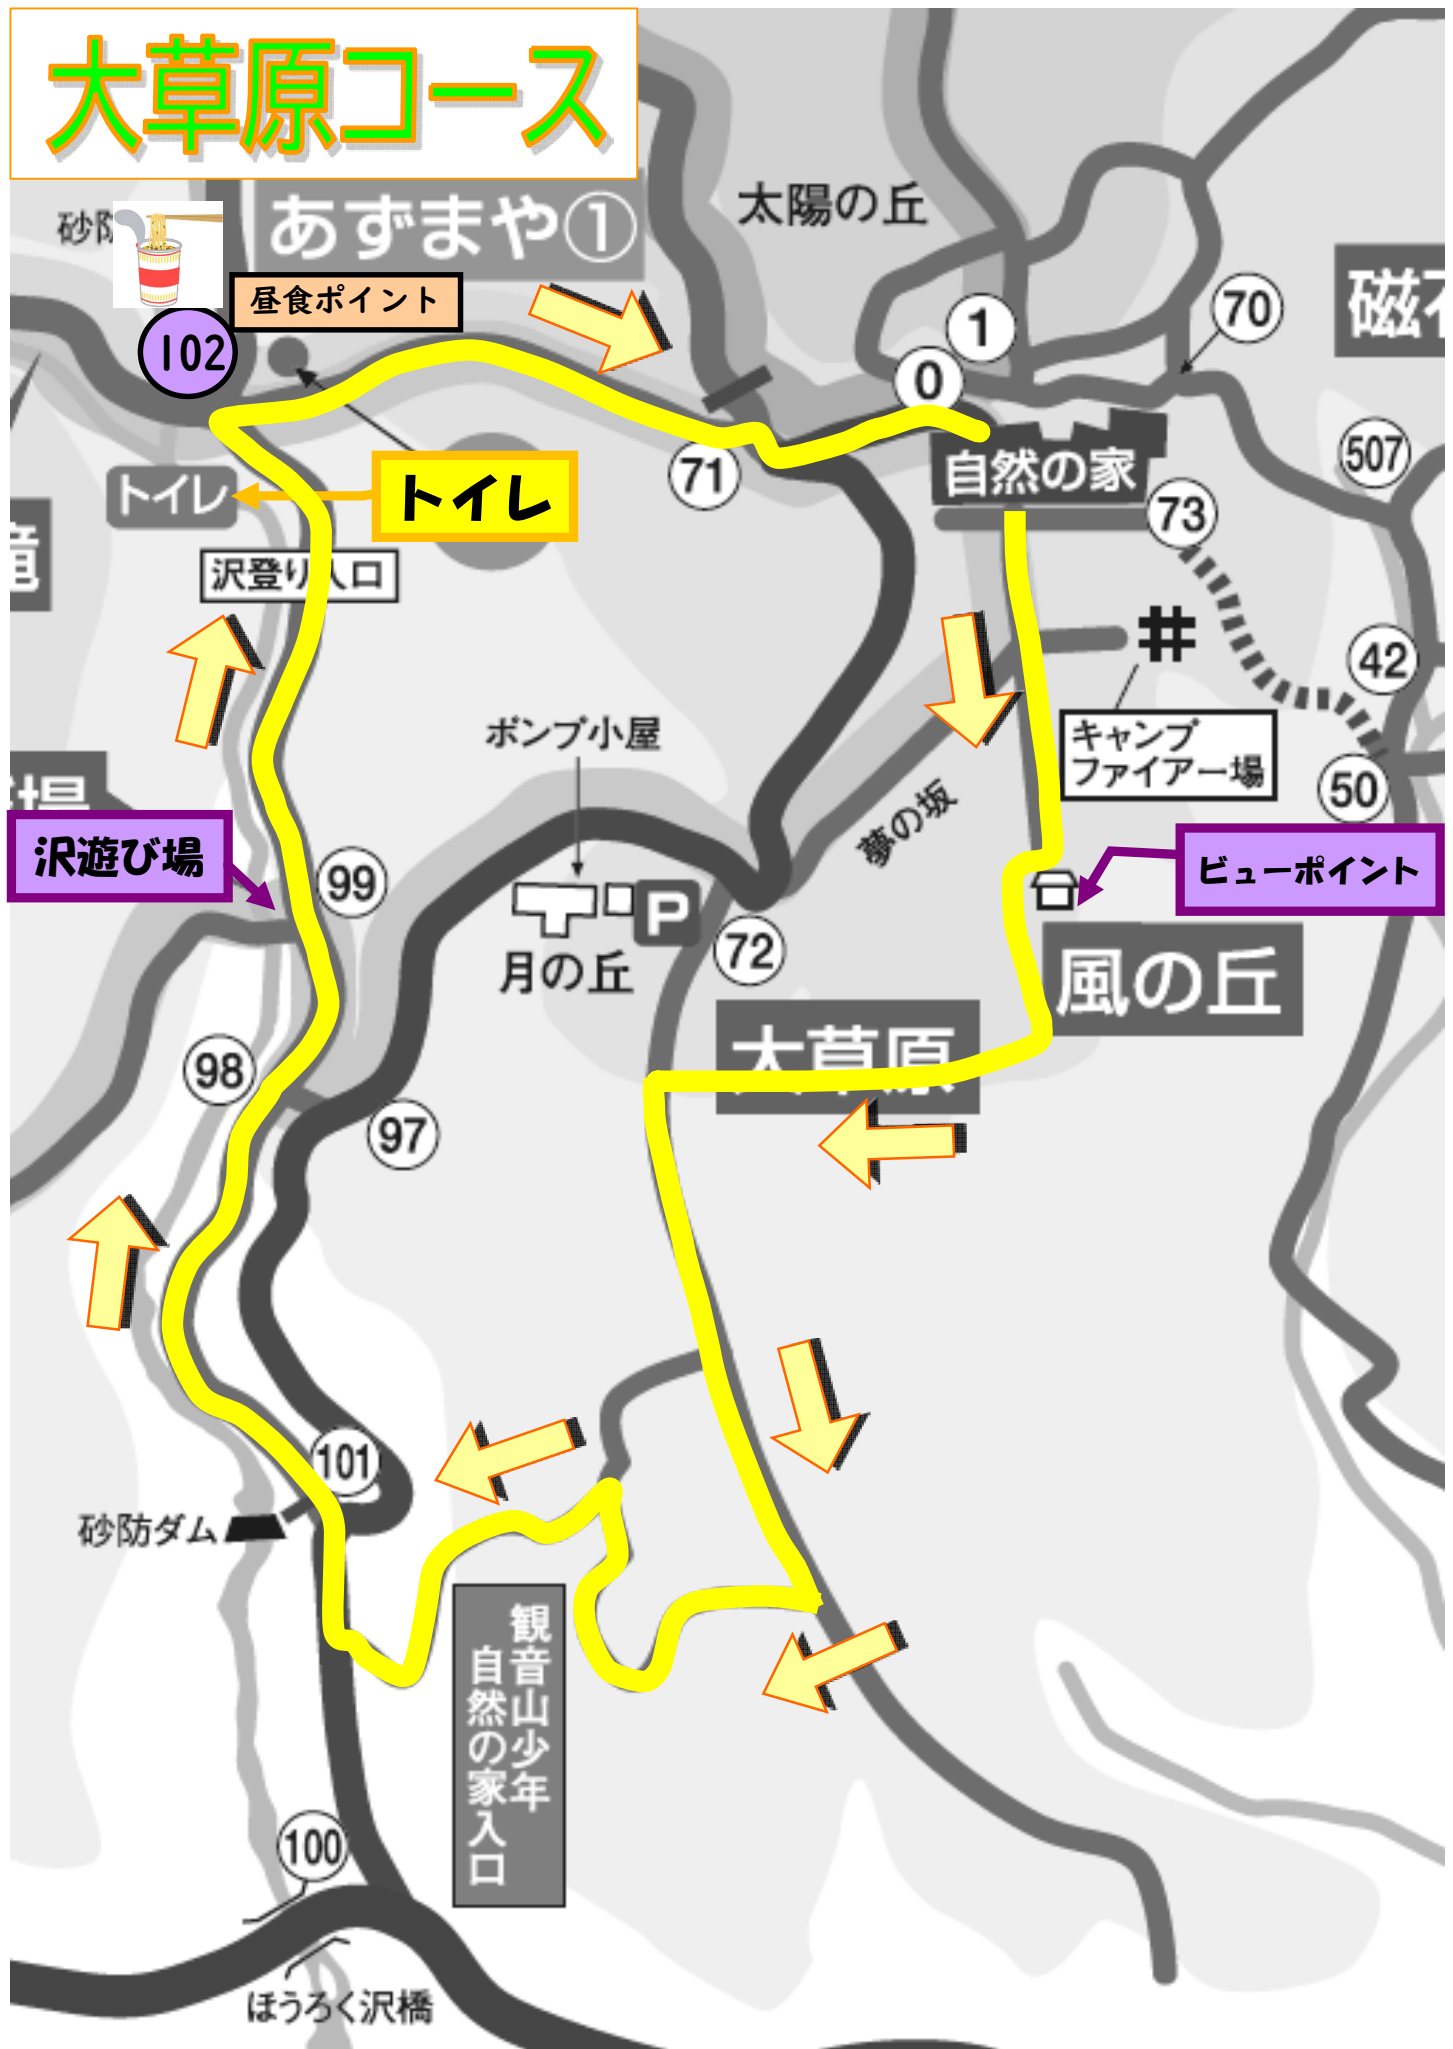 大草原コース
砂防
あずまや①
太陽の丘
昼食ポイント
102
1
0
70
71
自然の家
トイレ
トイレ
73
507
沢登り入口
42
キャンプ
ファイアー場
50
ポンプ小屋
夢の坂
沢遊び場
ビューポイント
99
P
72
月の丘
風の丘
大草原
98
97
101
砂防ダム
観音山少年
自然の家入口
100
ほうろく沢橋